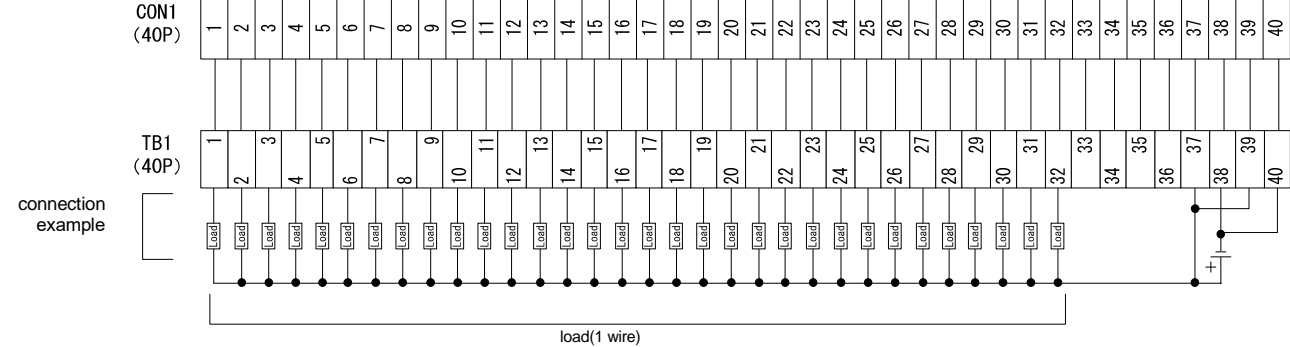 CON1
(40P)
1 2 3 4 5 6 7 8 9 10 11 12 13 14 15 16 17 18 19 20 21 22 23 24 25 26 27 28 29 30 31 32 33 34 35 36 37 38 39 40
TB1
(40P)
1 3 5 7 9 11 13 15 17 19 21 23 25 27 29 31 33 35 37 39
2 4 6 8 10 12 14 16 18 20 22 24 26 28 30 32 34 36 38 40
connection
example
Load Load Load Load Load Load Load Load Load Load Load Load Load Load Load Load Load Load Load Load Load Load Load Load Load Load Load Load Load Load Load Load
+
load(1 wire)